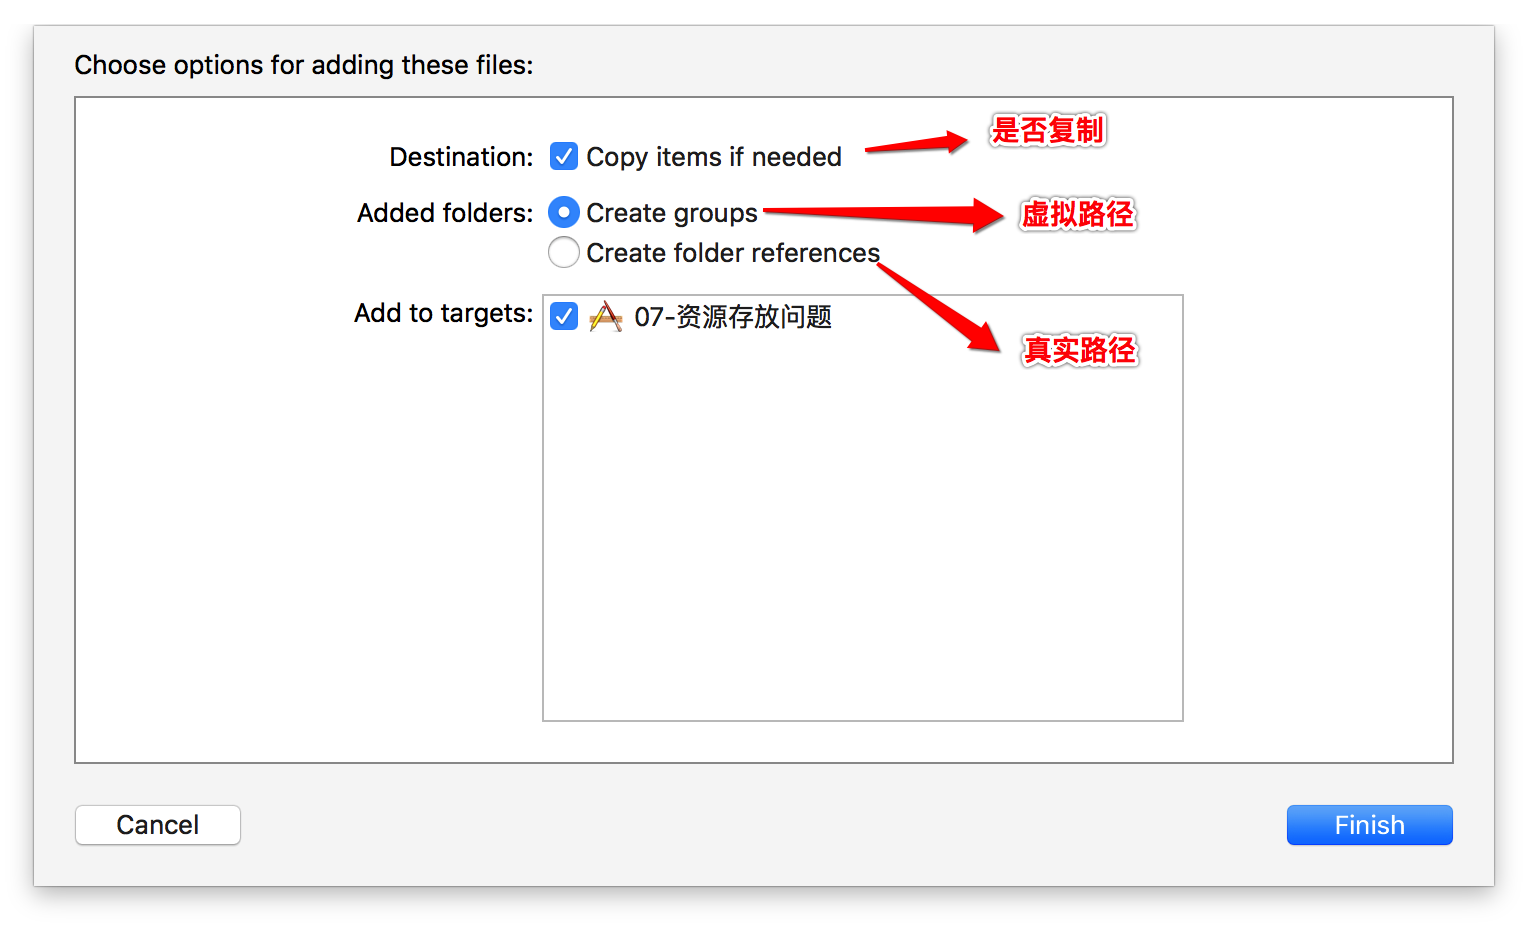 Choose options for adding these files:
Destination: Copy items if needed 是否复制
Added folders: Create groups 虚拟路径
Create folder references
Add to targets: 07-资源存放问题
真实路径
Cancel Finish